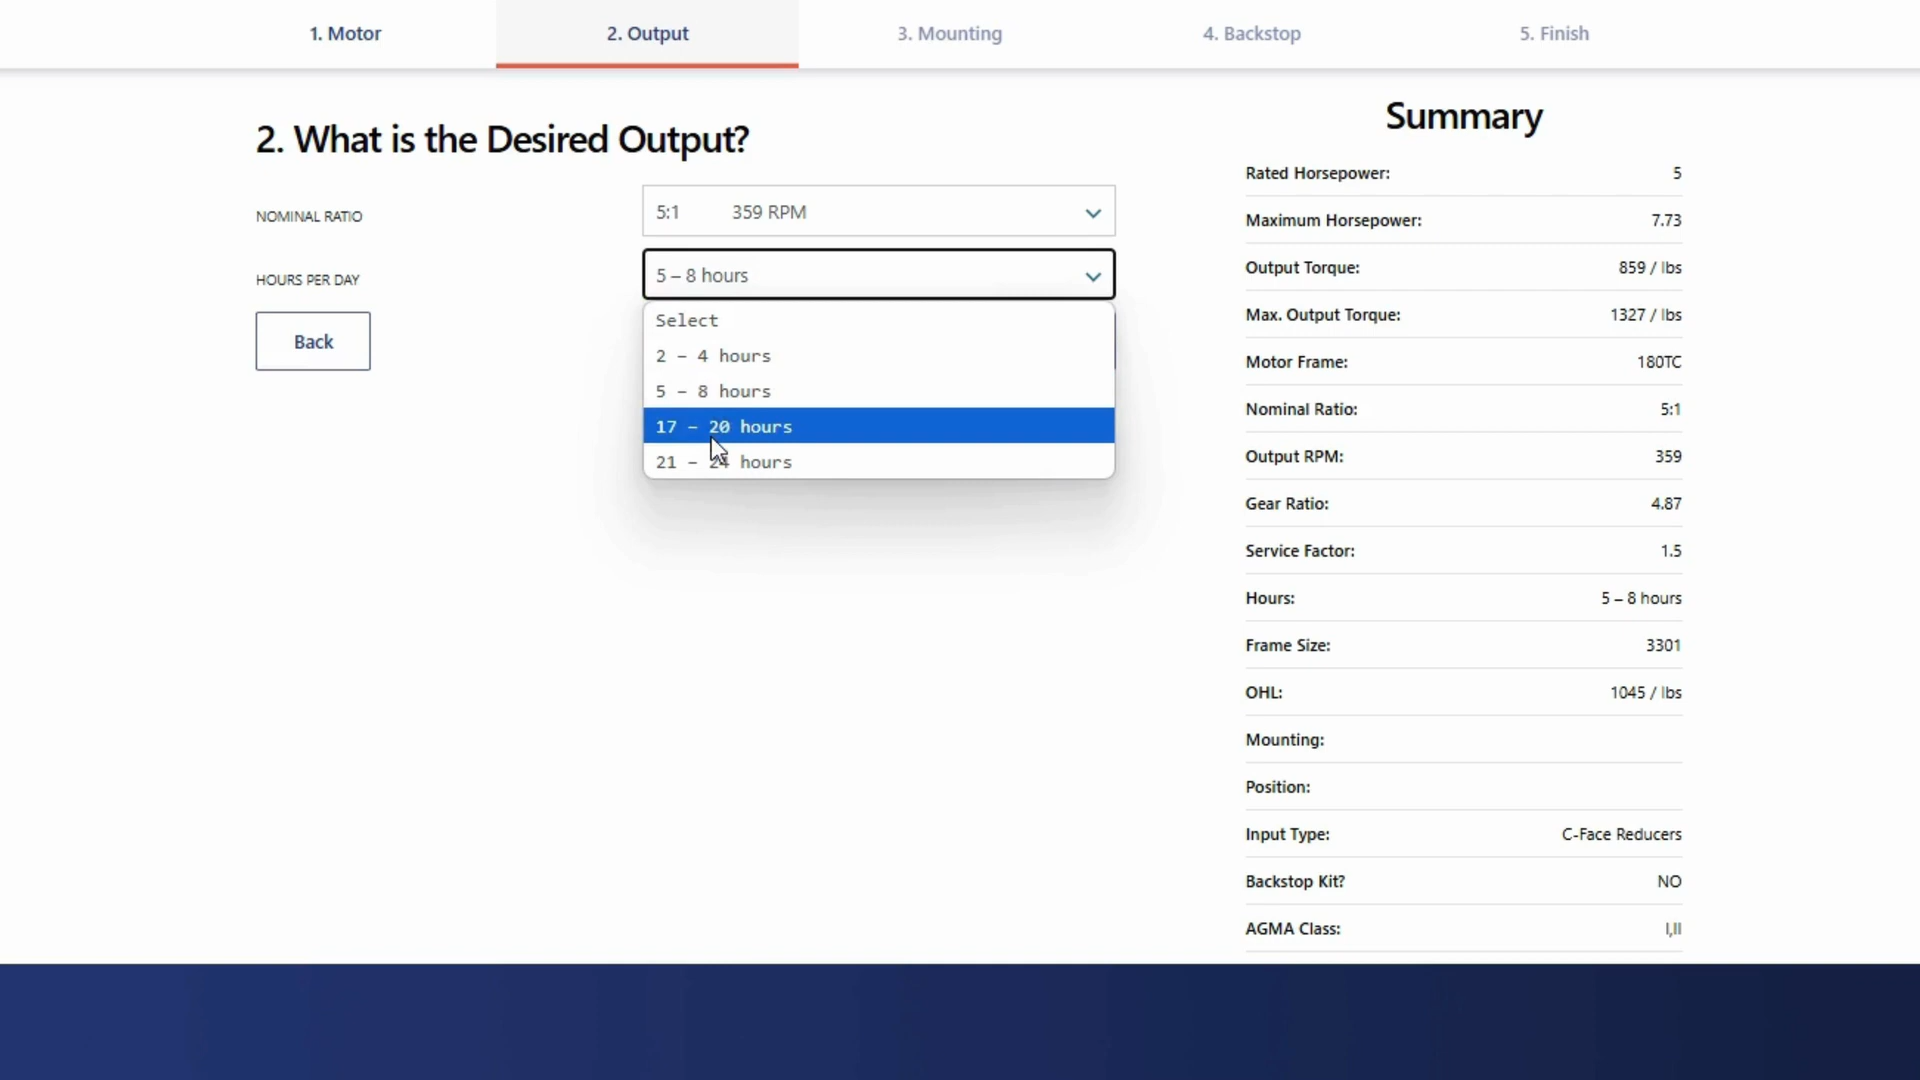 1. Motor
2. Output
3. Mounting
4. Backstop
5. Finish
2. What is the Desired Output?
NOMINAL RATIO
5:1 359 RPM
HOURS PER DAY
5 – 8 hours
Select
2 – 4 hours
5 – 8 hours
17 – 20 hours
21 – 24 hours
Back
Summary
Rated Horsepower: 5
Maximum Horsepower: 7.73
Output Torque: 859 / lbs
Max. Output Torque: 1327 / lbs
Motor Frame: 180TC
Nominal Ratio: 5:1
Output RPM: 359
Gear Ratio: 4.87
Service Factor: 1.5
Hours: 5 – 8 hours
Frame Size: 3301
OHL: 1045 / lbs
Mounting:
Position:
Input Type: C-Face Reducers
Backstop Kit? NO
AGMA Class: I,II